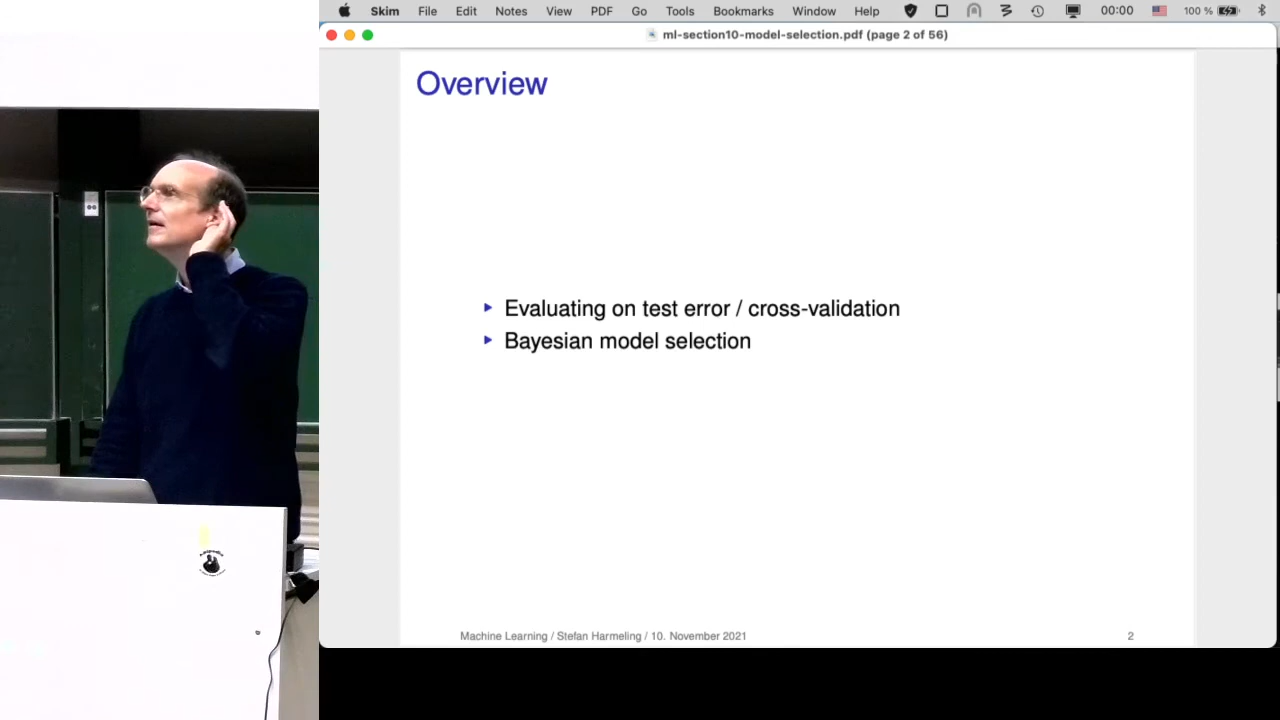 Skim File Edit Notes View PDF Go Tools Bookmarks Window Help 00:00 100 %
ml-section10-model-selection.pdf (page 2 of 56)
Overview
▸ Evaluating on test error / cross-validation
▸ Bayesian model selection
Machine Learning / Stefan Harmeling / 10. November 2021 2